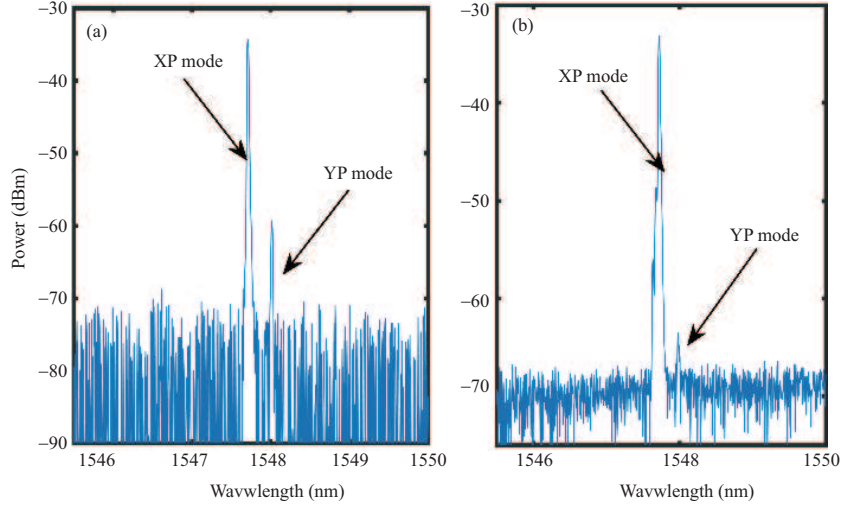 (a)
XP mode
YP mode
Power (dBm)
−30
−40
−50
−60
−70
−80
−90
1546
1547
1548
1549
1550
Wavwlength (nm)
(b)
XP mode
YP mode
−30
−40
−50
−60
−70
1546
1548
1550
Wavwlength (nm)